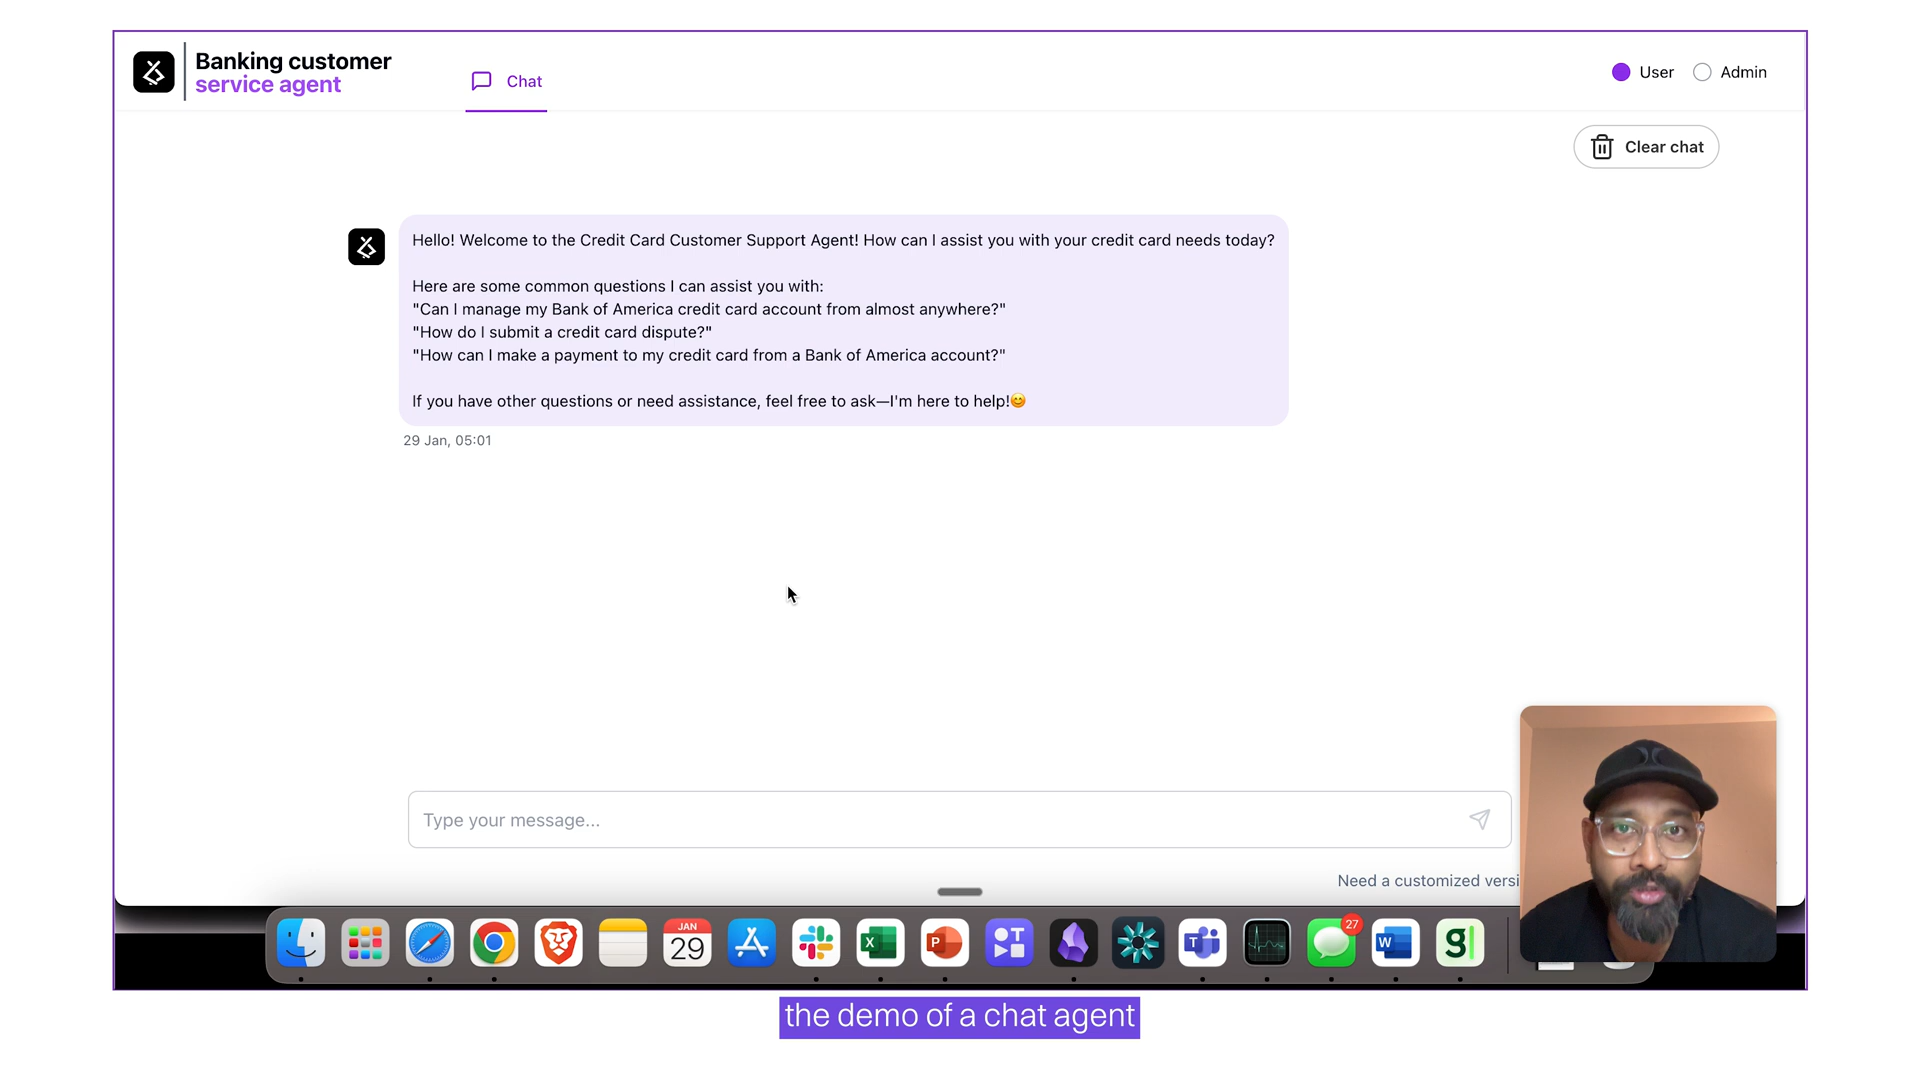 Banking customer
service agent
Chat
User
Admin
Clear chat
Hello! Welcome to the Credit Card Customer Support Agent! How can I assist you with your credit card needs today?
Here are some common questions I can assist you with:
"Can I manage my Bank of America credit card account from almost anywhere?"
"How do I submit a credit card dispute?"
"How can I make a payment to my credit card from a Bank of America account?"
If you have other questions or need assistance, feel free to ask—I'm here to help!😊
29 Jan, 05:01
Type your message...
Need a customized versi
JAN
29
X
P
T
T
27
W
g
the demo of a chat agent